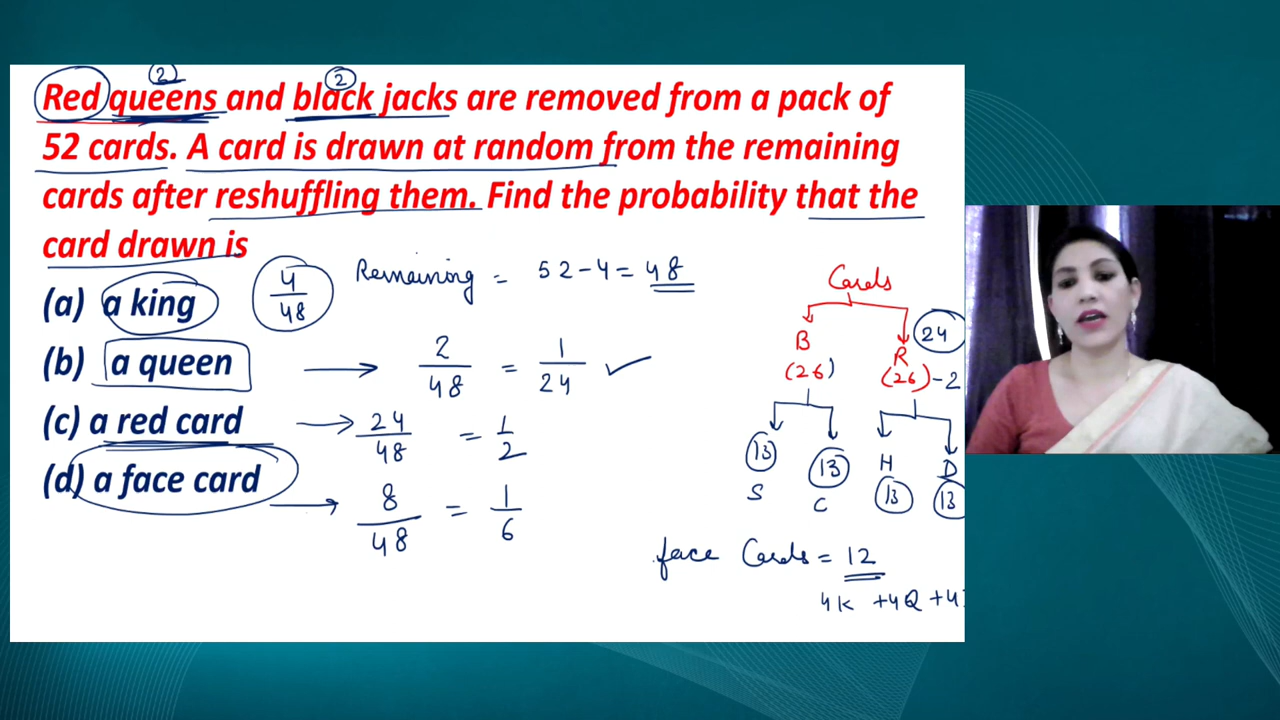 2
2
Red queens and black jacks are removed from a pack of
52 cards. A card is drawn at random from the remaining
cards after reshuffling them. Find the probability that the
card drawn is
Remaining = 52-4=48
(a) a king
4/48
(b) a queen
2/48 = 1/24
(c) a red card
24/48 = 1/2
(d) a face card
8/48 = 1/6
Cards
B
R
24
(26)
(26)-2
13
13
H
D
S
C
13
13
face Cards = 12
4K +4Q +4